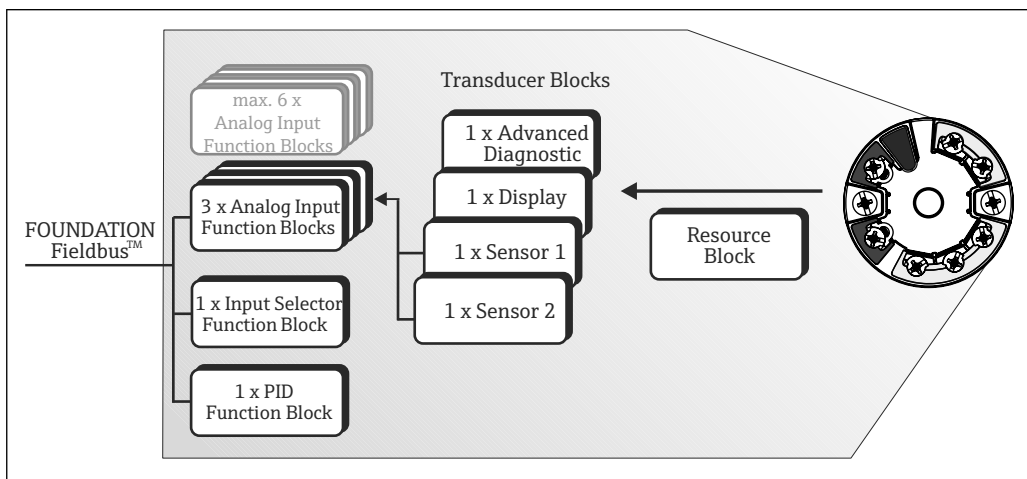 max. 6 x
Analog Input
Function Blocks
Transducer Blocks
1 x Advanced
Diagnostic
1 x Display
3 x Analog Input
Function Blocks
FOUNDATION
Fieldbus™
1 x Sensor 1
Resource
Block
1 x Input Selector
Function Block
1 x Sensor 2
1 x PID
Function Block